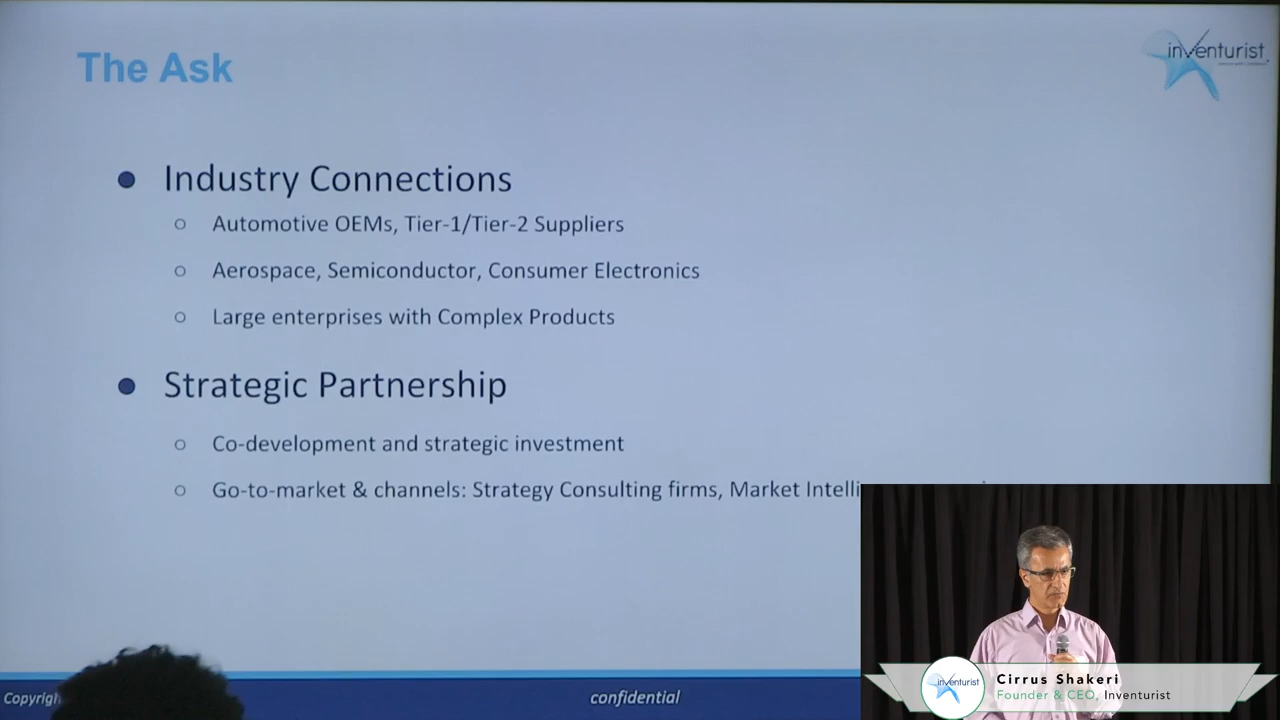 The Ask
inventurist
Industry Connections
Automotive OEMs, Tier-1/Tier-2 Suppliers
Aerospace, Semiconductor, Consumer Electronics
Large enterprises with Complex Products
Strategic Partnership
Co-development and strategic investment
Go-to-market & channels: Strategy Consulting firms, Market Intelli
Copyrigh
confidential
inventurist
Cirrus Shakeri
Founder & CEO, Inventurist